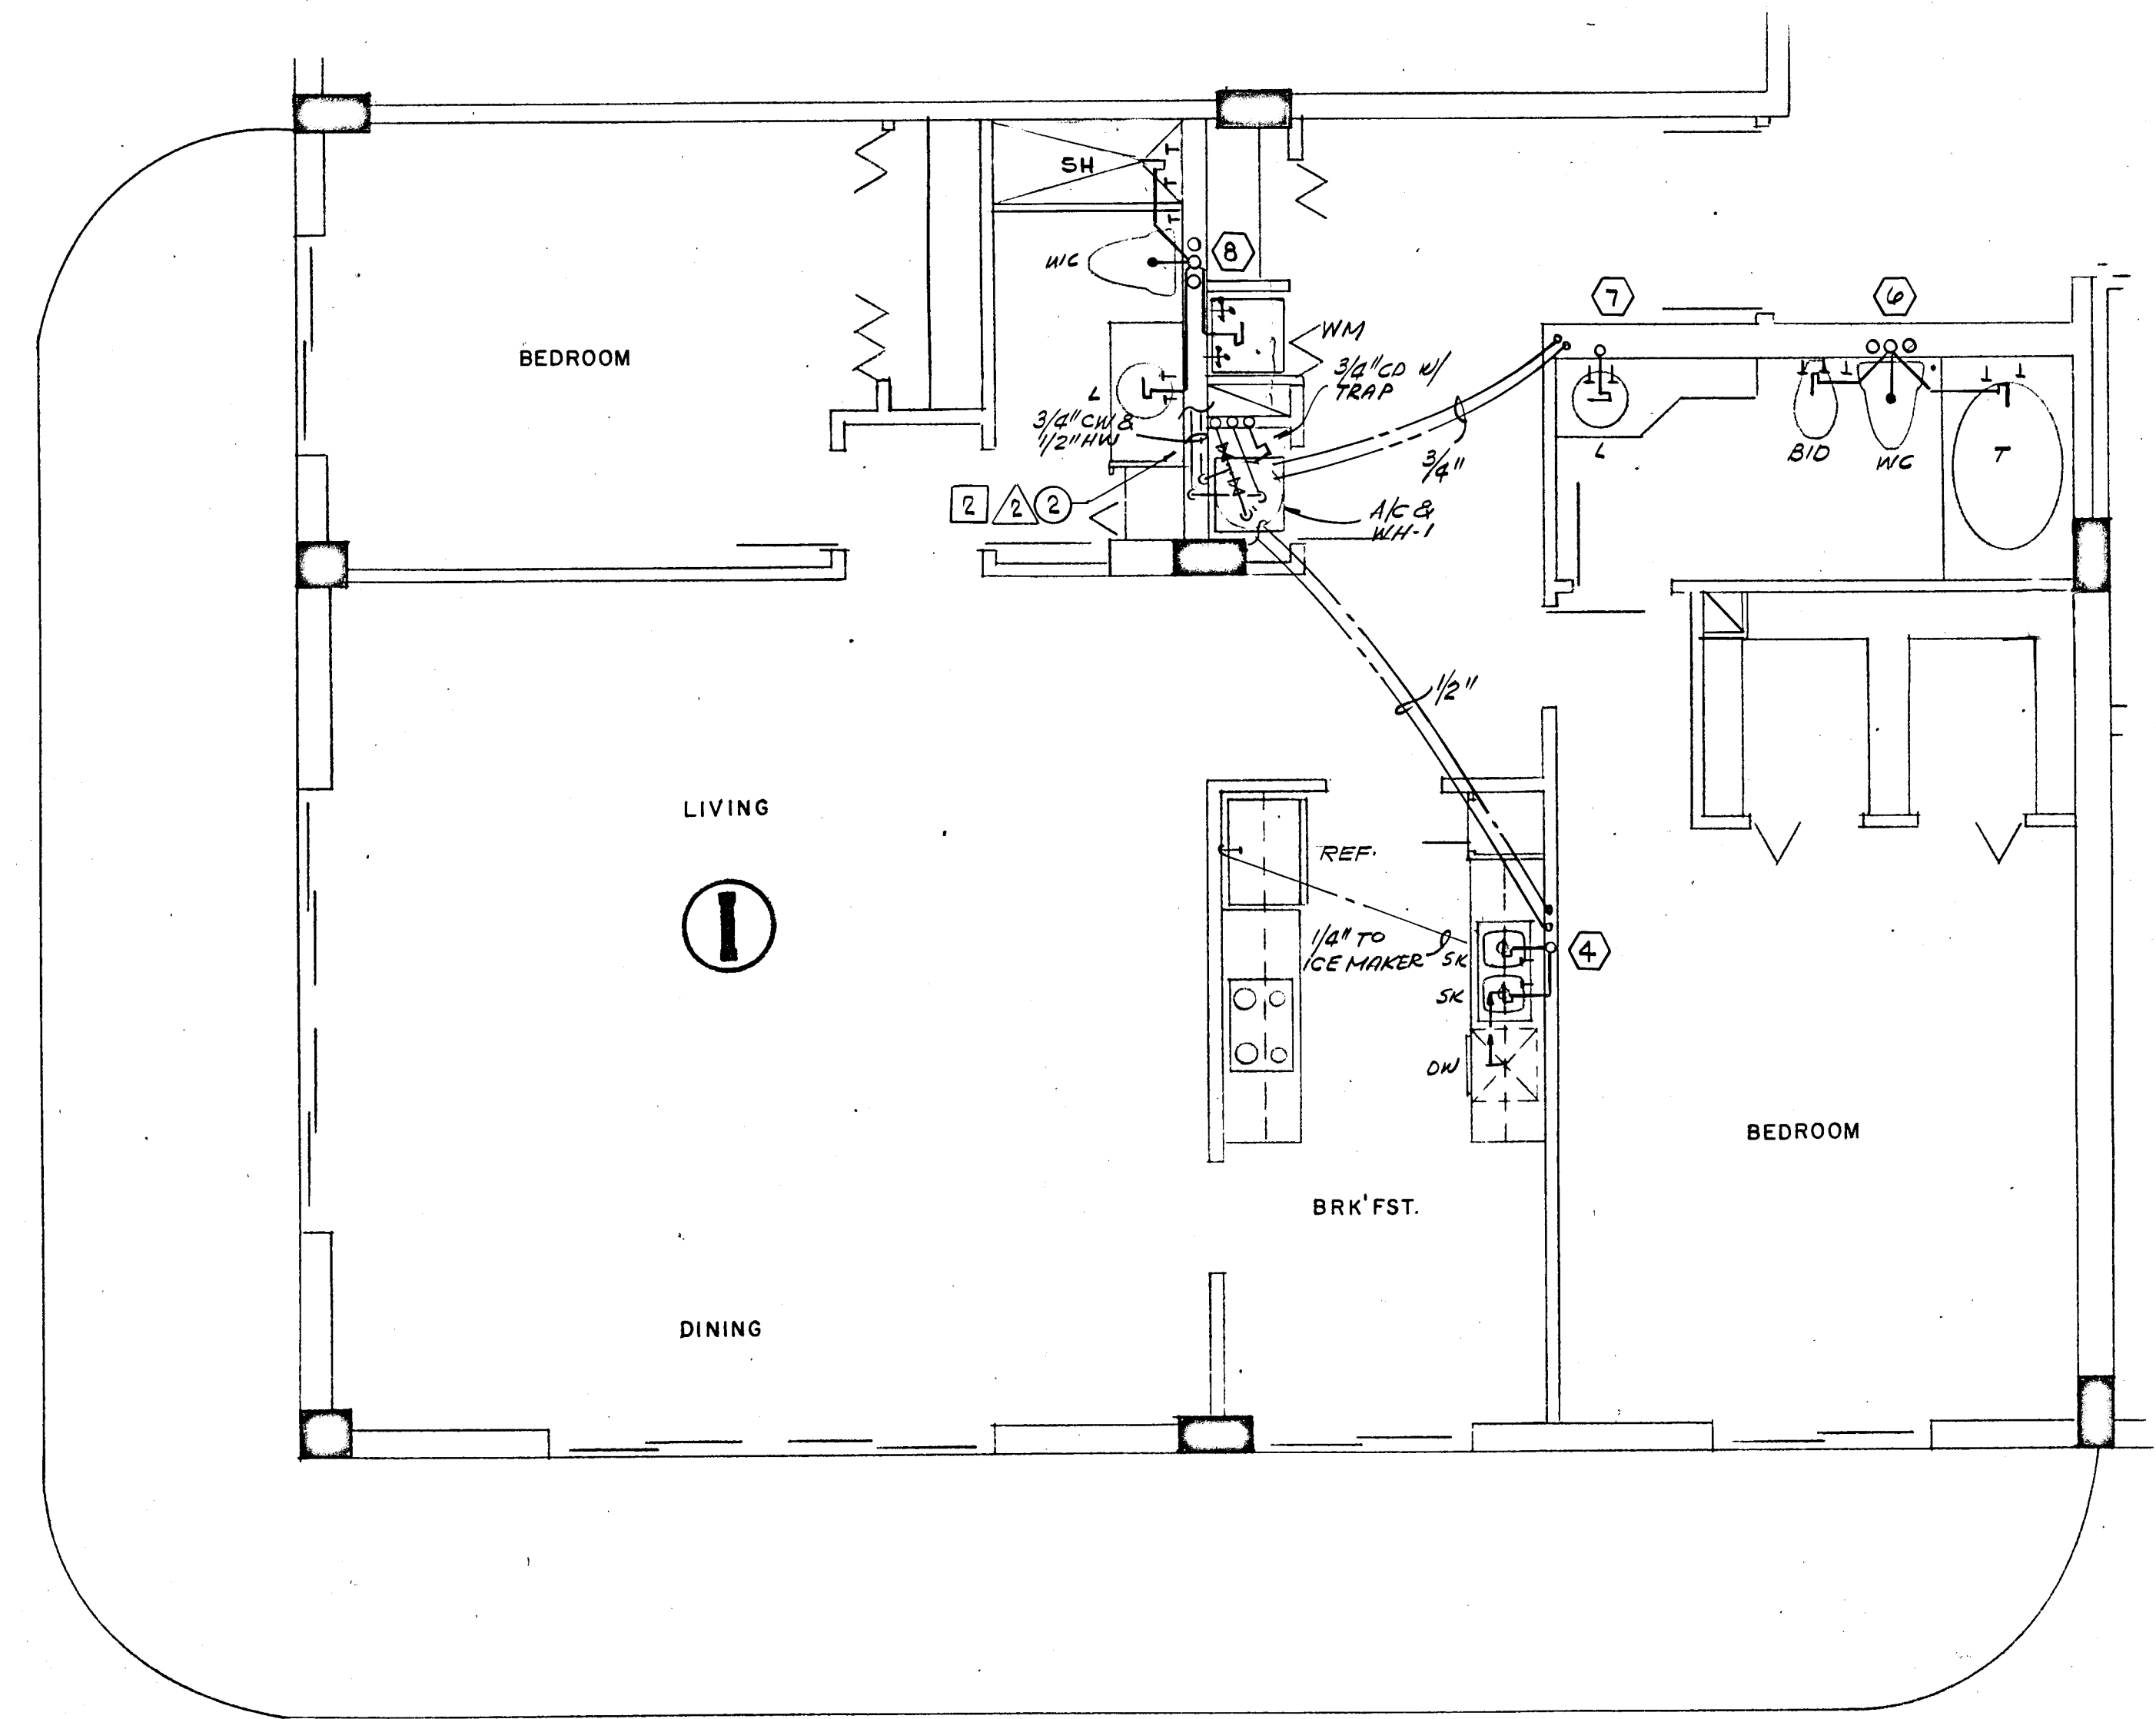 SH
WC
8
BEDROOM
WM
7
6
3/4" CD W/
TRAP
L
3/4" CW &
1/2" HW
3/4"
L
BID
WC
T
2
2
2
A/C &
WH-1
1/2"
LIVING
REF.
1
1/4" TO
ICE MAKER
SK
4
SK
DW
BEDROOM
BRK'FST.
DINING